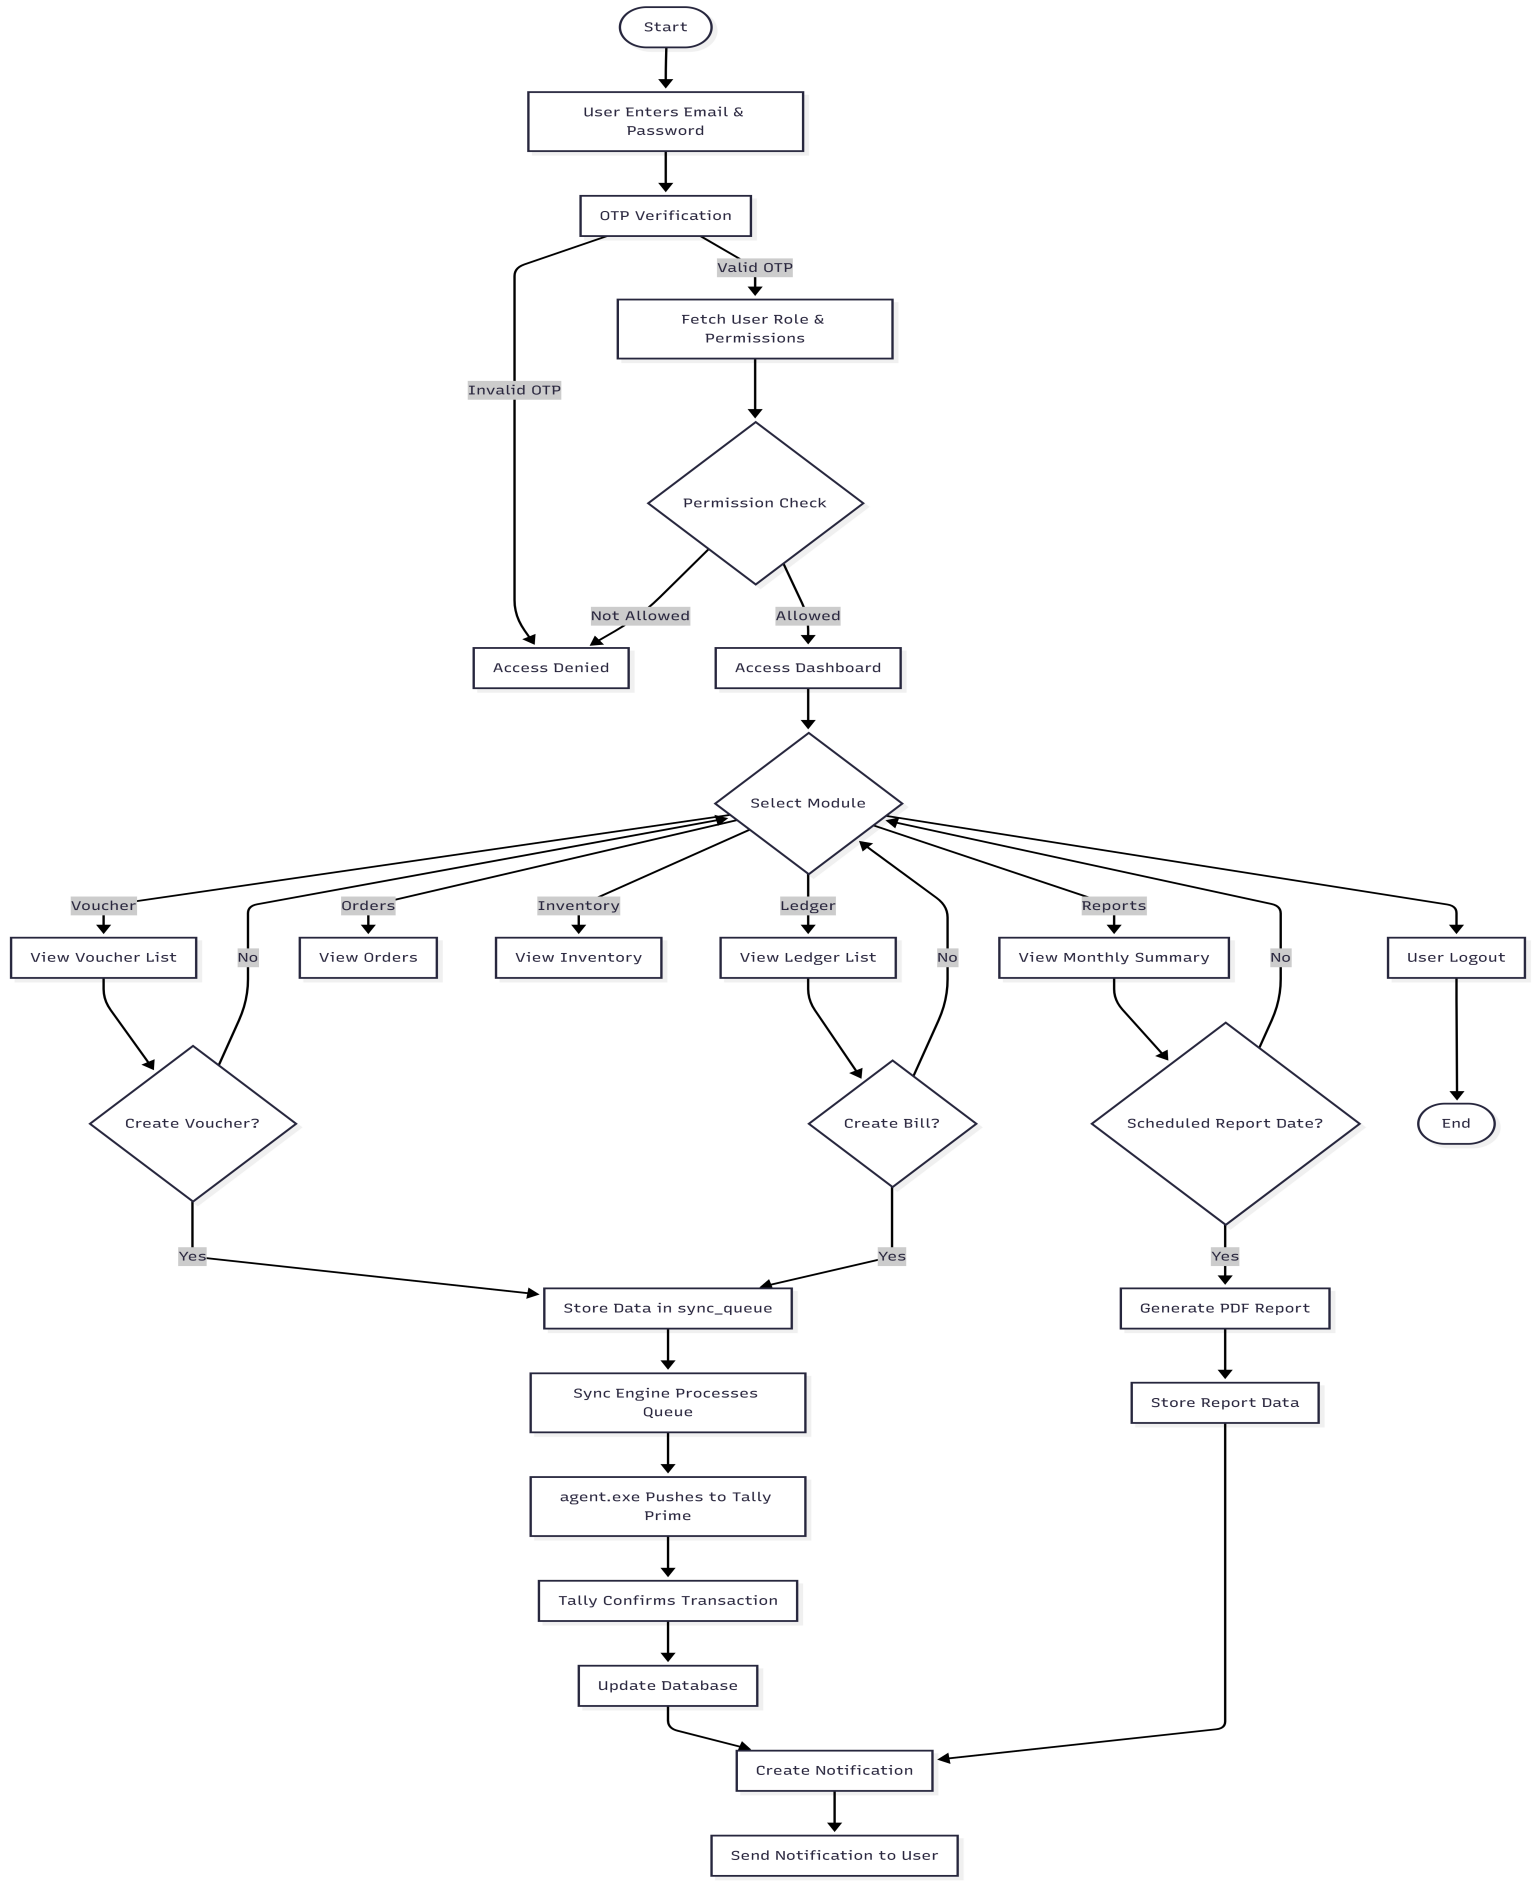 Start
User Enters Email &
Password
OTP Verification
Valid OTP
Fetch User Role &
Permissions
Invalid OTP
Permission Check
Not Allowed
Allowed
Access Denied
Access Dashboard
Select Module
Voucher
Orders
Inventory
Ledger
Reports
View Voucher List
No
View Orders
View Inventory
View Ledger List
No
View Monthly Summary
No
User Logout
Create Voucher?
Create Bill?
Scheduled Report Date?
End
Yes
Yes
Yes
Store Data in sync_queue
Generate PDF Report
Sync Engine Processes
Queue
Store Report Data
agent.exe Pushes to Tally
Prime
Tally Confirms Transaction
Update Database
Create Notification
Send Notification to User